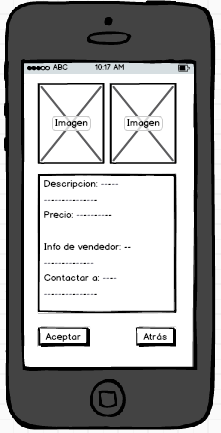 ABC 10:17 AM
Imagen Imagen
Descripcion: -----
---------------
Precio: ----------
Info de vendedor: --
--------------
Contactar a: ----
---------------
Aceptar Atrás